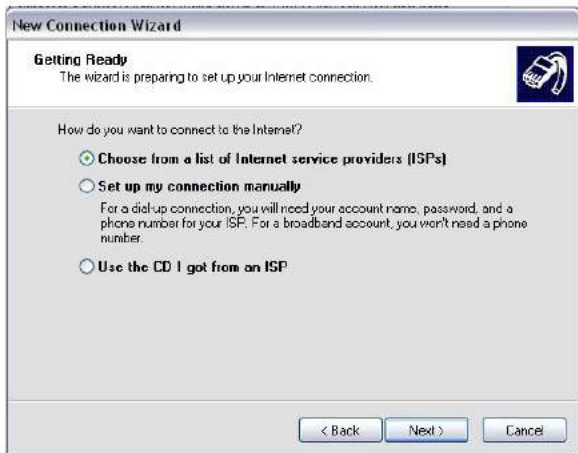 New Connection Wizard
Getting Ready
The wizard is preparing to set up your Internet connection.
How do you want to connect to the Internet?
Choose from a list of Internet service providers (ISPs)
Set up my connection manually
For a dial-up connection, you will need your account name, password, and a
phone number for your ISP. For a broadband account, you won't need a phone
number.
Use the CD I got from an ISP
< Back Next > Cancel